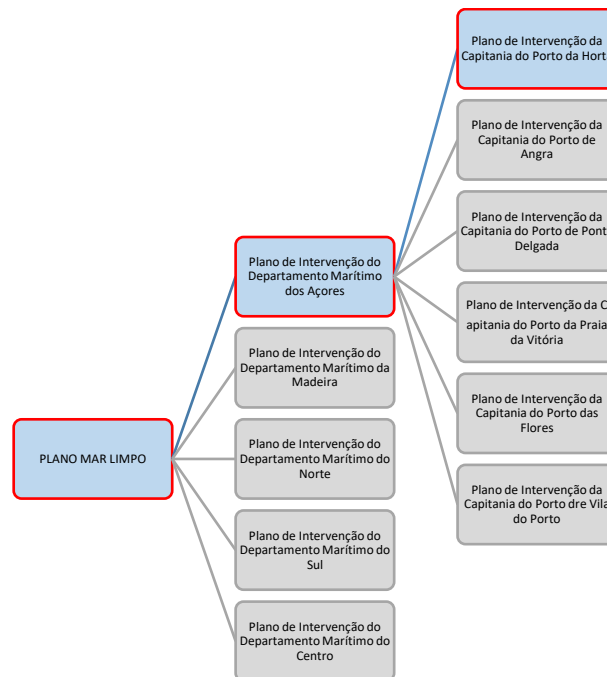 PLANO MAR LIMPO
Plano de Intervenção do
Departamento Marítimo
dos Açores
Plano de Intervenção do
Departamento Marítimo da
Madeira
Plano de Intervenção do
Departamento Marítimo do
Norte
Plano de Intervenção do
Departamento Marítimo do
Sul
Plano de Intervenção do
Departamento Marítimo do
Centro
Plano de Intervenção da
Capitania do Porto da Hort
Plano de Intervenção da
Capitania do Porto de
Angra
Plano de Intervenção da
Capitania do Porto de Pont
Delgada
Plano de Intervenção da C
apitania do Porto da Praia
da Vitória
Plano de Intervenção da
Capitania do Porto das
Flores
Plano de Intervenção da
Capitania do Porto dre Vila
do Porto